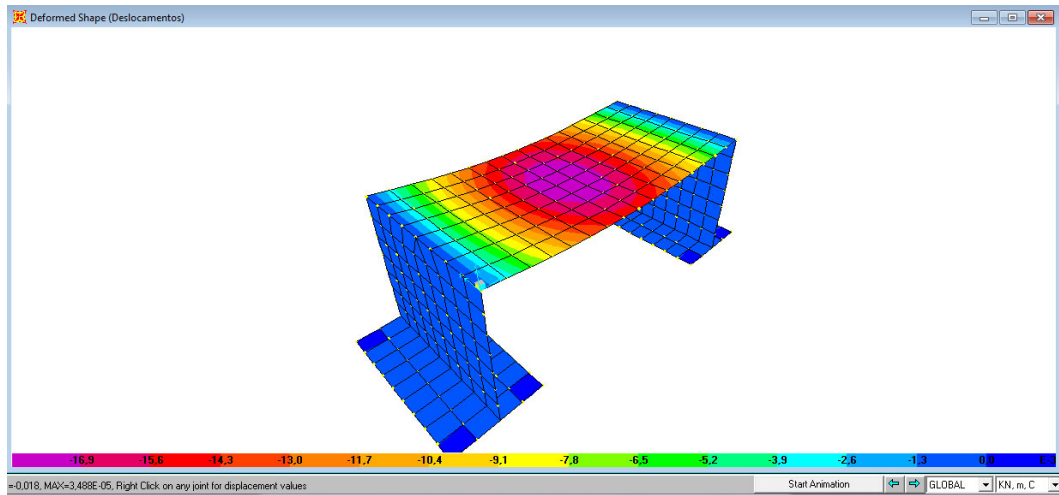 Deformed Shape (Deslocamentos)
-16,9 -15,6 -14,3 -13,0 -11,7 -10,4 -9,1 -7,8 -6,5 -5,2 -3,9 -2,6 -1,3 0,0 E-3
=-0,018, MAX=3,488E-05, Right Click on any joint for displacement values
Start Animation
GLOBAL
KN, m, C